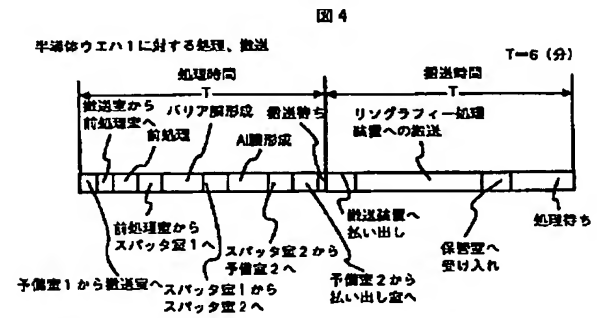 図4
半導体ウエハ1に対する処理、搬送
T=6（分）
処理時間
搬送時間
T
T
搬送室から
前処理室へ
前処理
バリア膜形成
Al膜形成
搬送待ち
リソグラフィー処理
装置への搬送
予備室1から搬送室へ
前処理室から
スパッタ室1へ
スパッタ室1から
スパッタ室2へ
スパッタ室2から
予備室2へ
予備室2から
払い出し室へ
搬送装置へ
払い出し
保管室へ
受け入れ
処理待ち